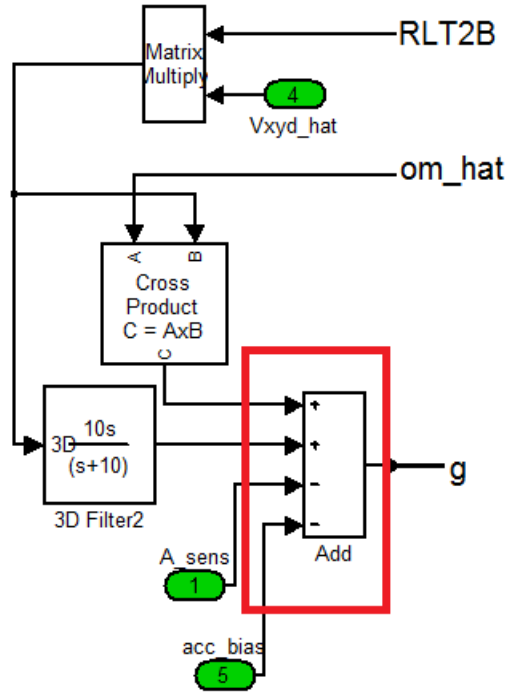 RLT2B
Matrix
Multiply
4
Vxyd_hat
om_hat
A
B
Cross
Product
C = AxB
C
3D
10s
(s+10)
3D Filter2
+
+
-
-
Add
g
A_sens
1
acc_bias
5